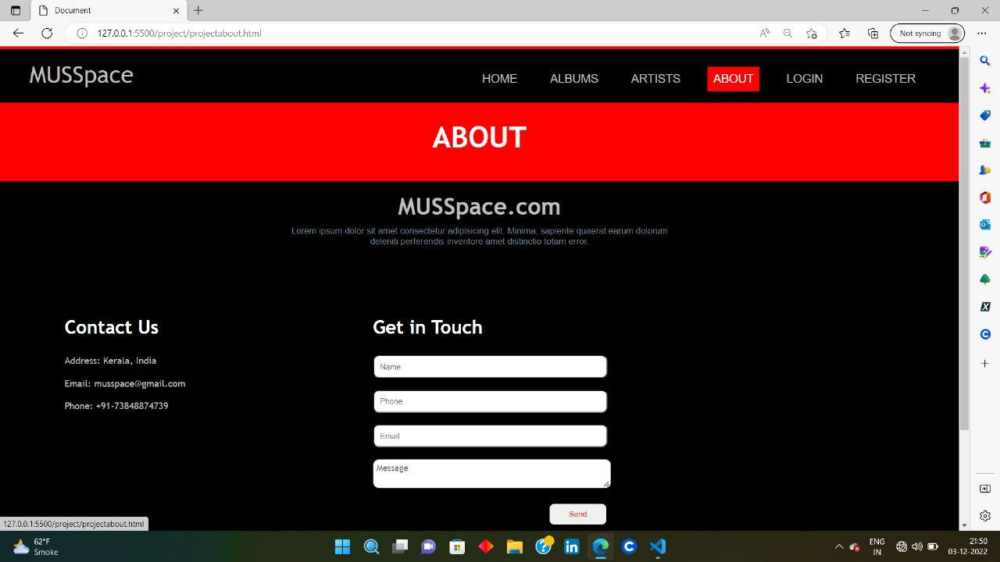 Document
127.0.0.1:5500/project/projectabout.html
Not syncing
MUSSpace
HOME ALBUMS ARTISTS ABOUT LOGIN REGISTER
ABOUT
MUSSpace.com
Lorem ipsum dolor sit amet consectetur adipisicing elit. Minima, sapiente quaerat earum dolorum
deleniti perferendis inventore amet distinctio totam error.
Contact Us
Address: Kerala, India
Email: musspace@gmail.com
Phone: +91-73848874739
Get in Touch
Name
Phone
Email
Message
Send
127.0.0.1:5500/project/projectabout.html
62°F
Smoke
ENG
IN
21:50
03-12-2022